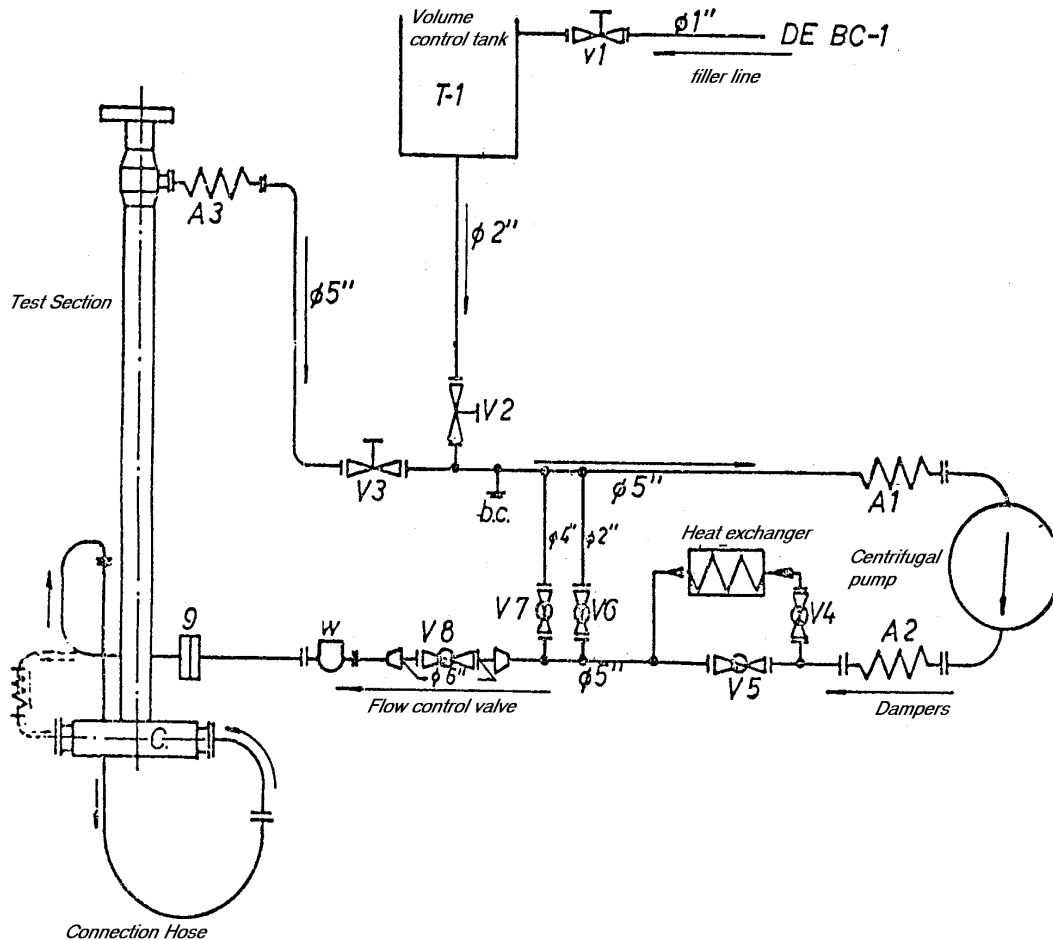 Volume
control tank
T-1
V1
φ1"
DE BC-1
filler line
A3
φ2"
Test Section
φ5"
V2
V3
b.c.
φ5"
A1
φ4"
φ2"
Heat exchanger
Centrifugal
pump
V7
V6
V4
9
W
V8
A2
φ6"
φ5"
V5
Flow control valve
Dampers
C.
Connection Hose